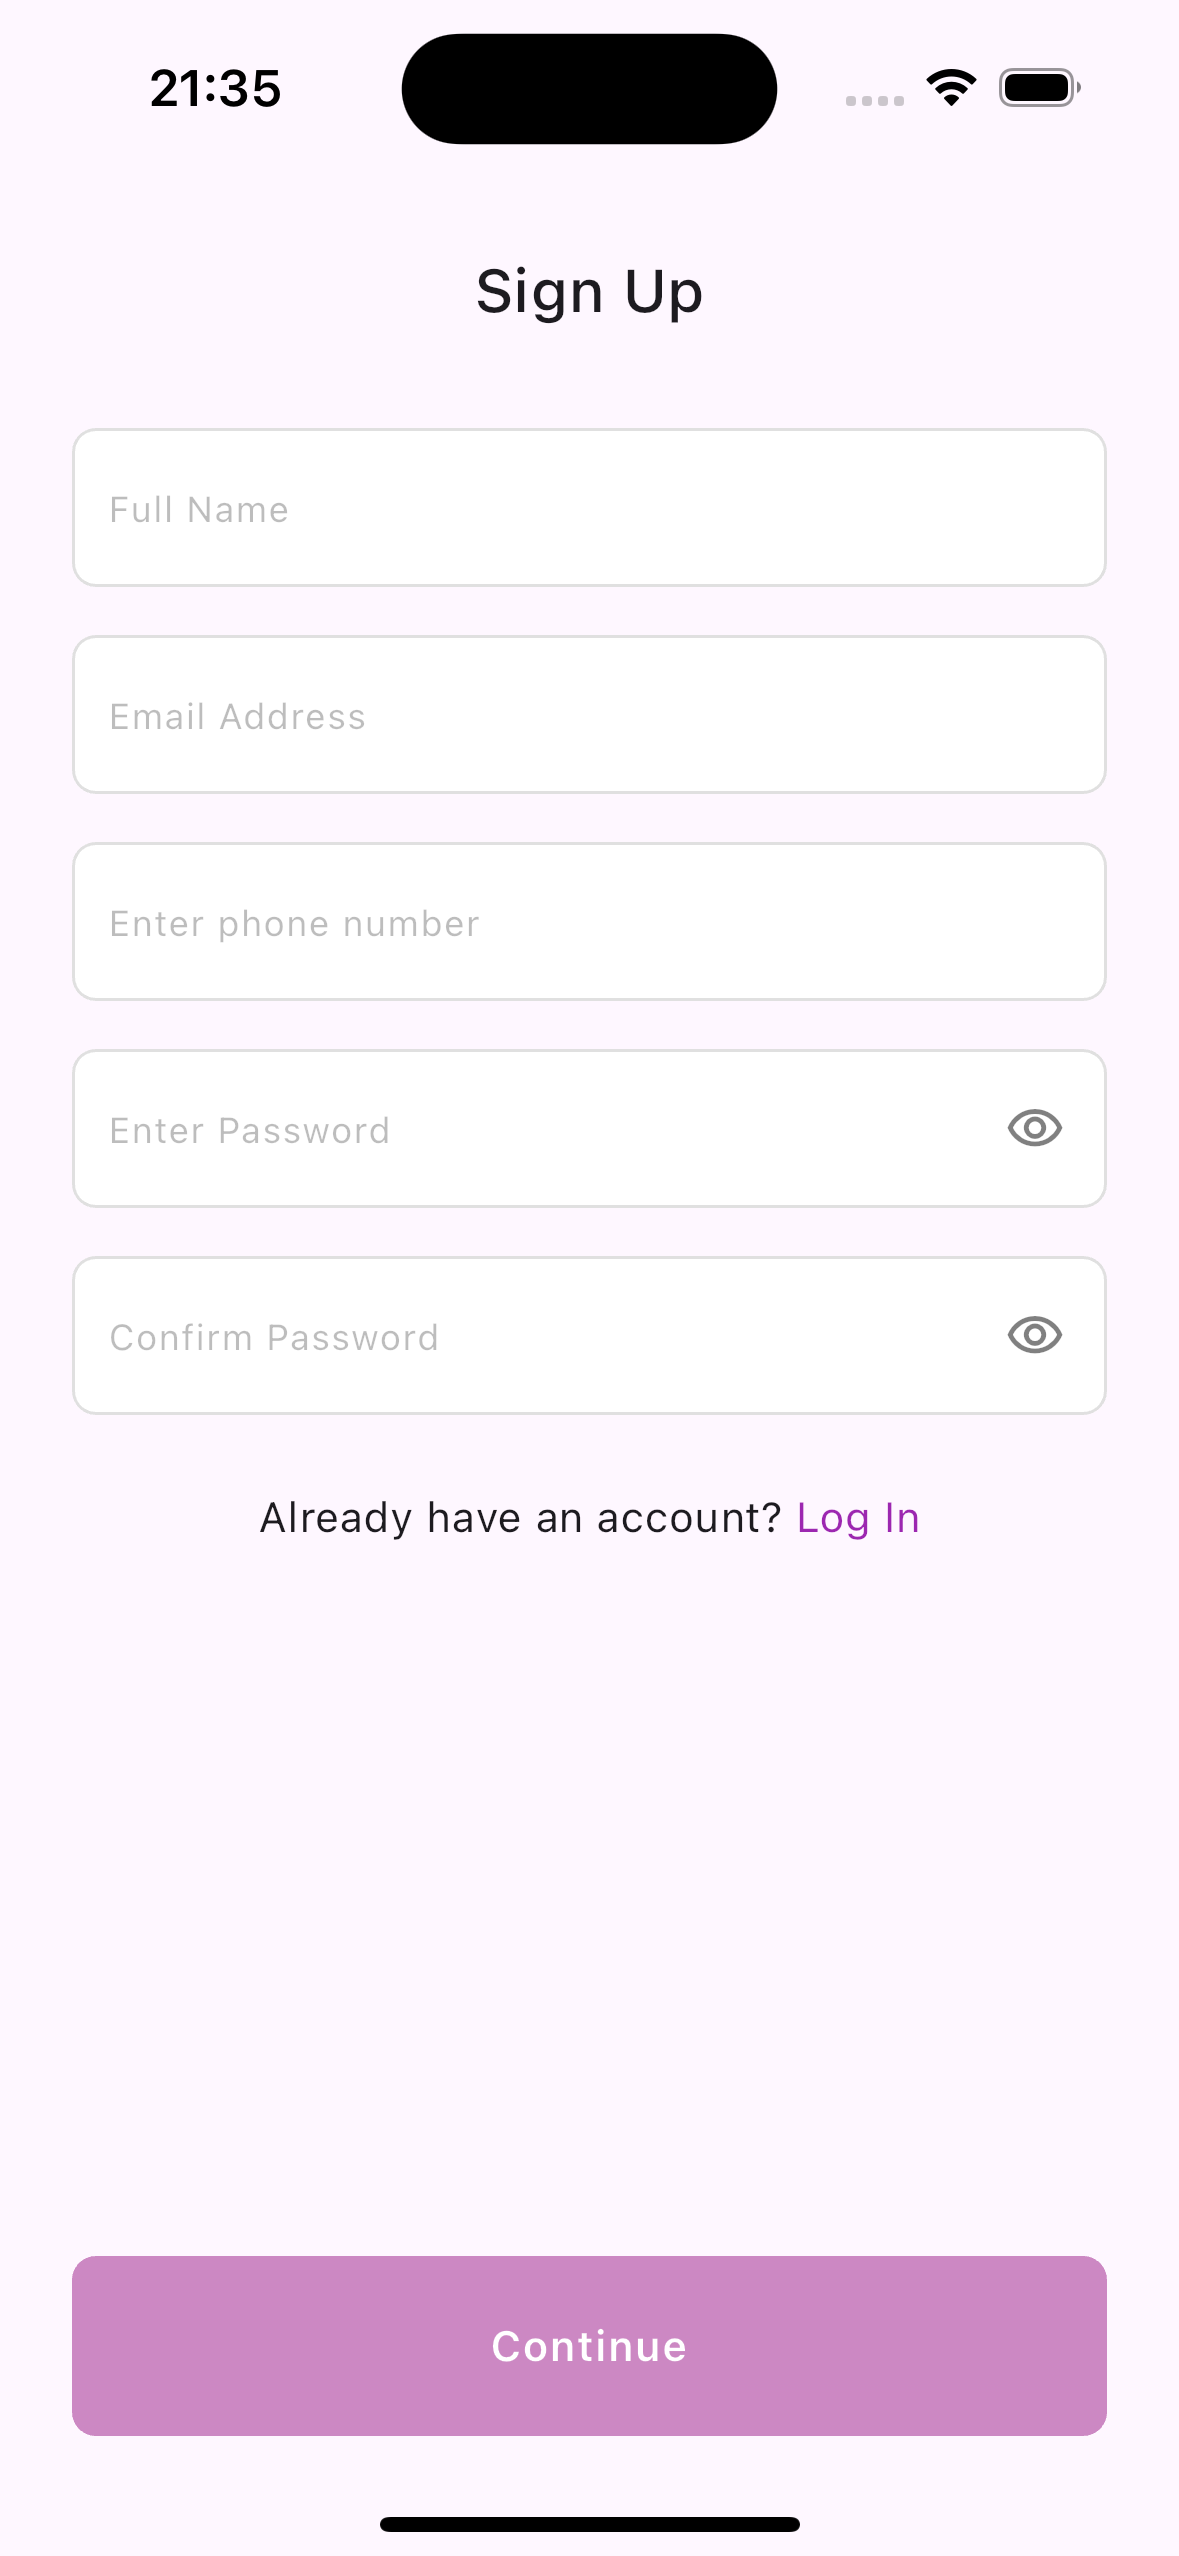 21:35
Sign Up
Full Name
Email Address
Enter phone number
Enter Password
Confirm Password
Already have an account? Log In
Continue